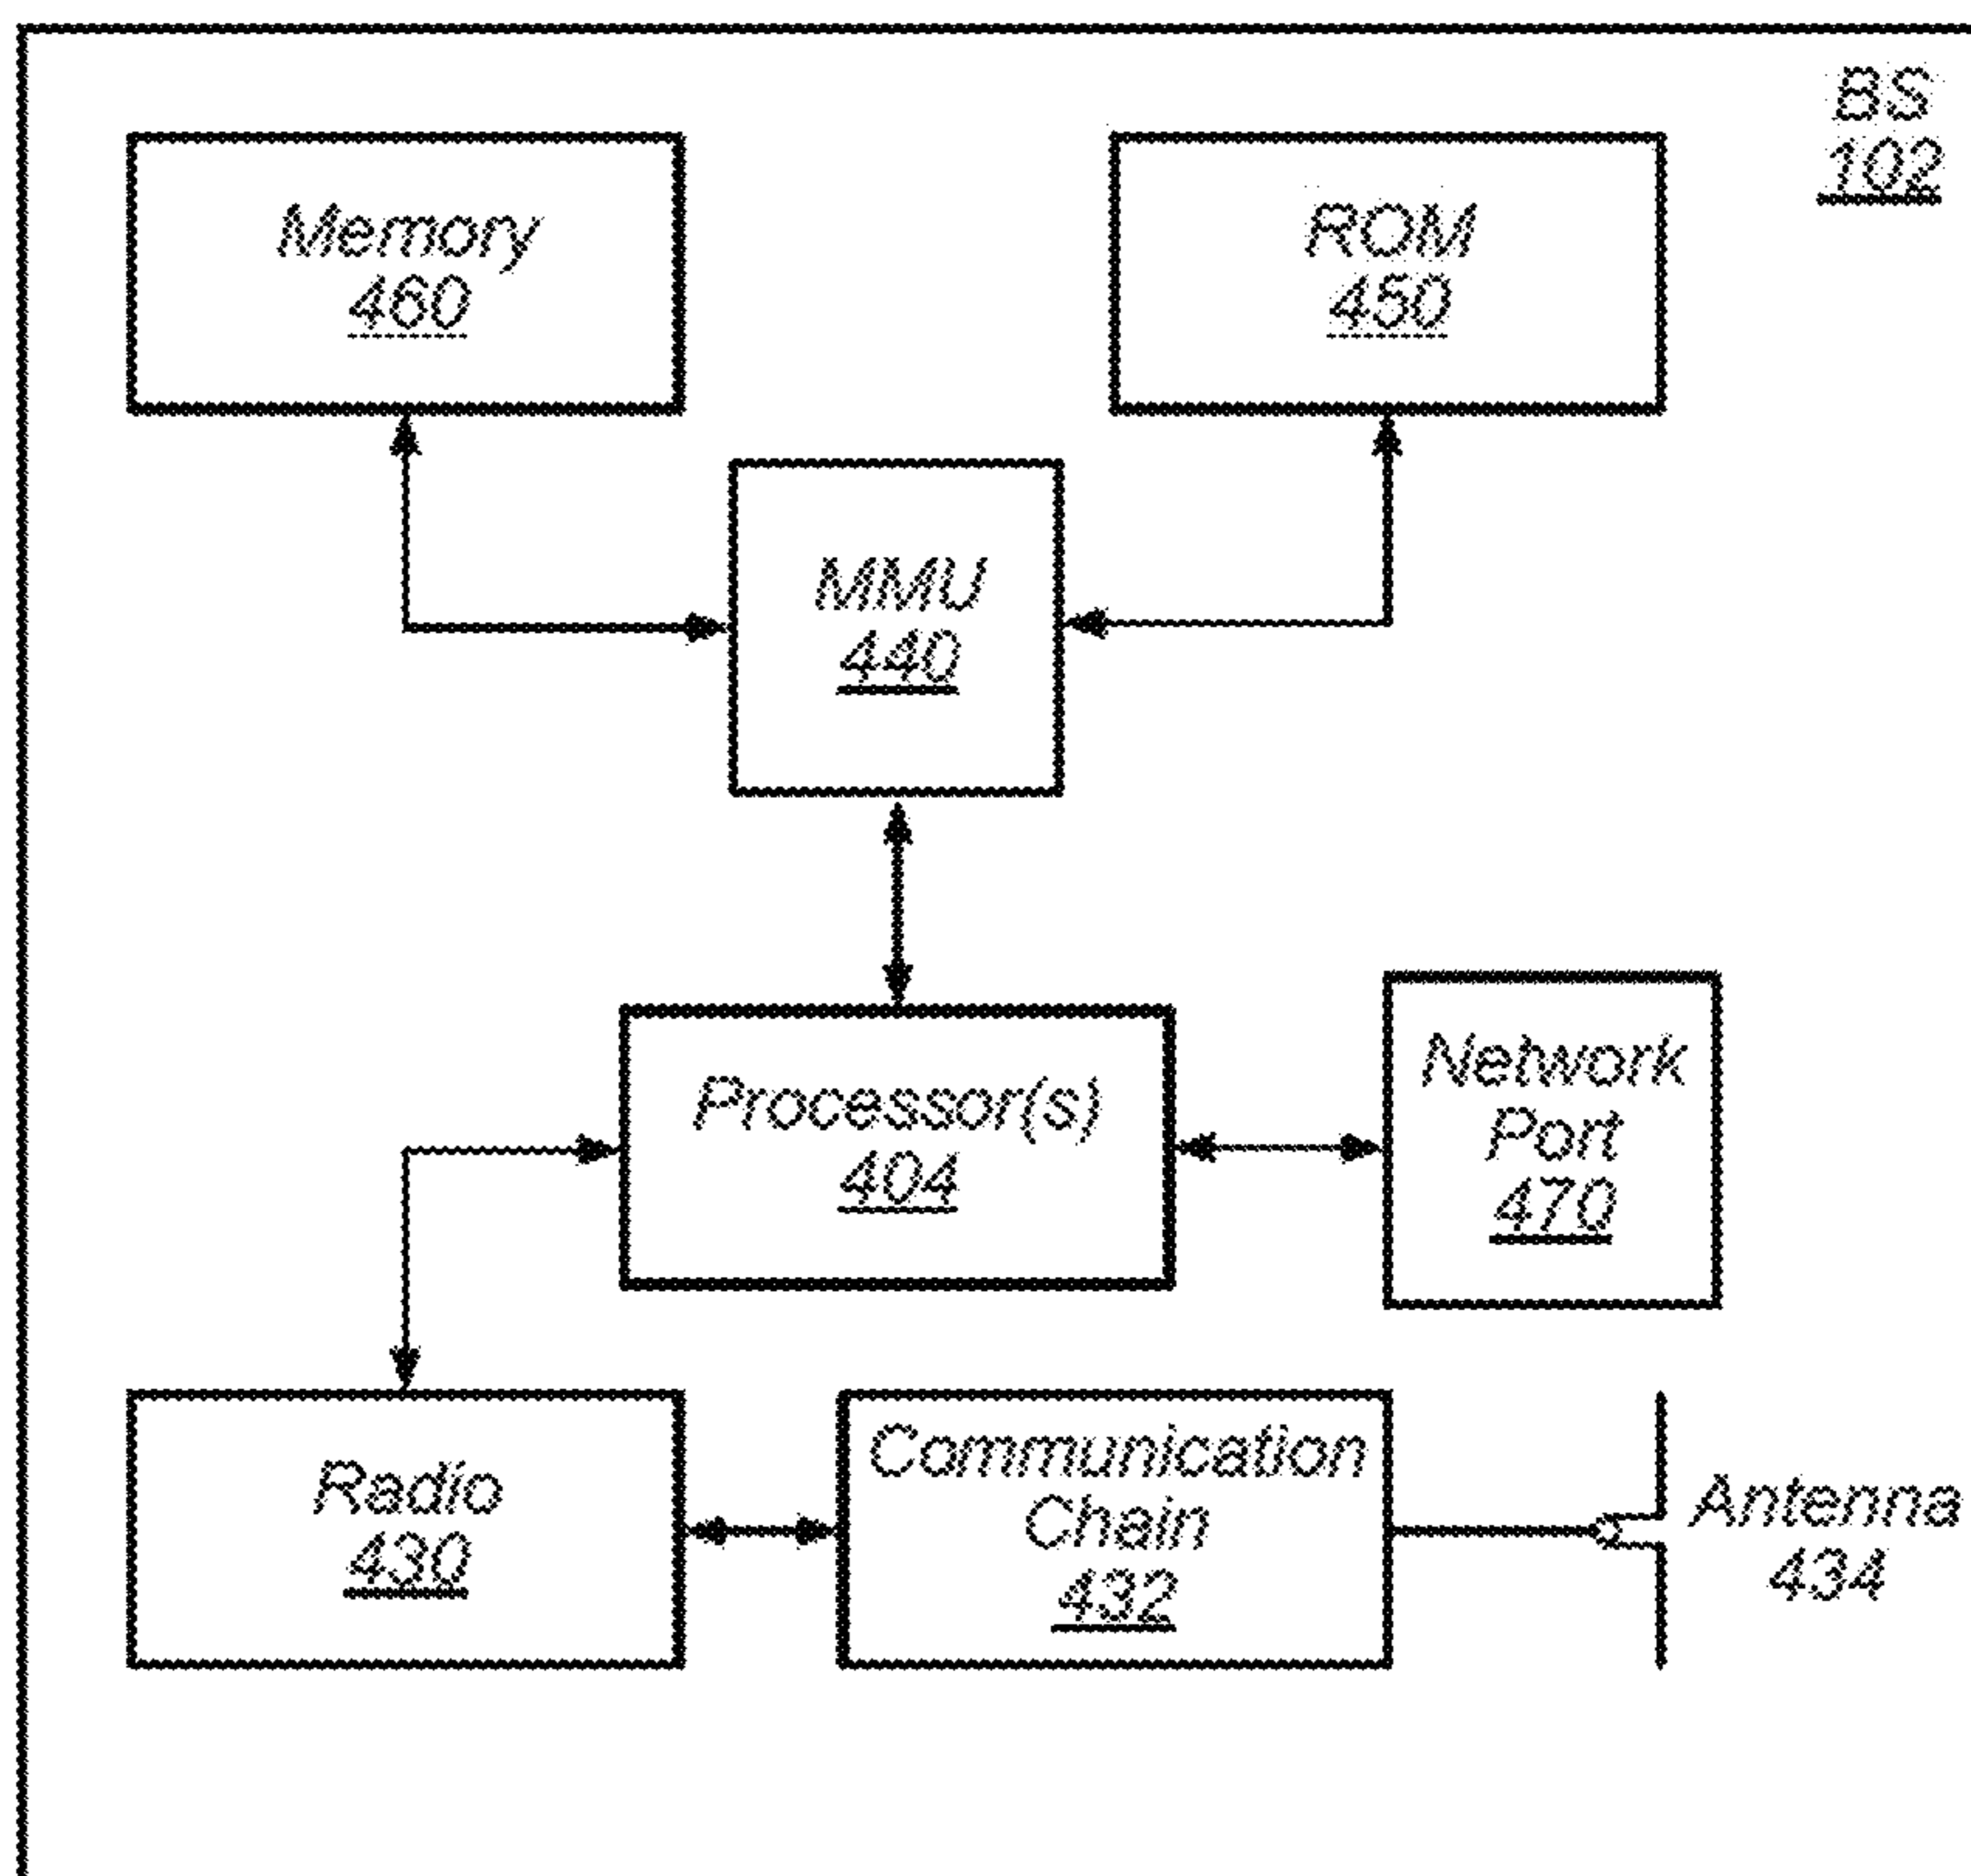 BS
102
Memory
460
ROM
450
MMU
440
Processor(s)
404
Network
Port
470
Radio
430
Communication
Chain
432
Antenna
434